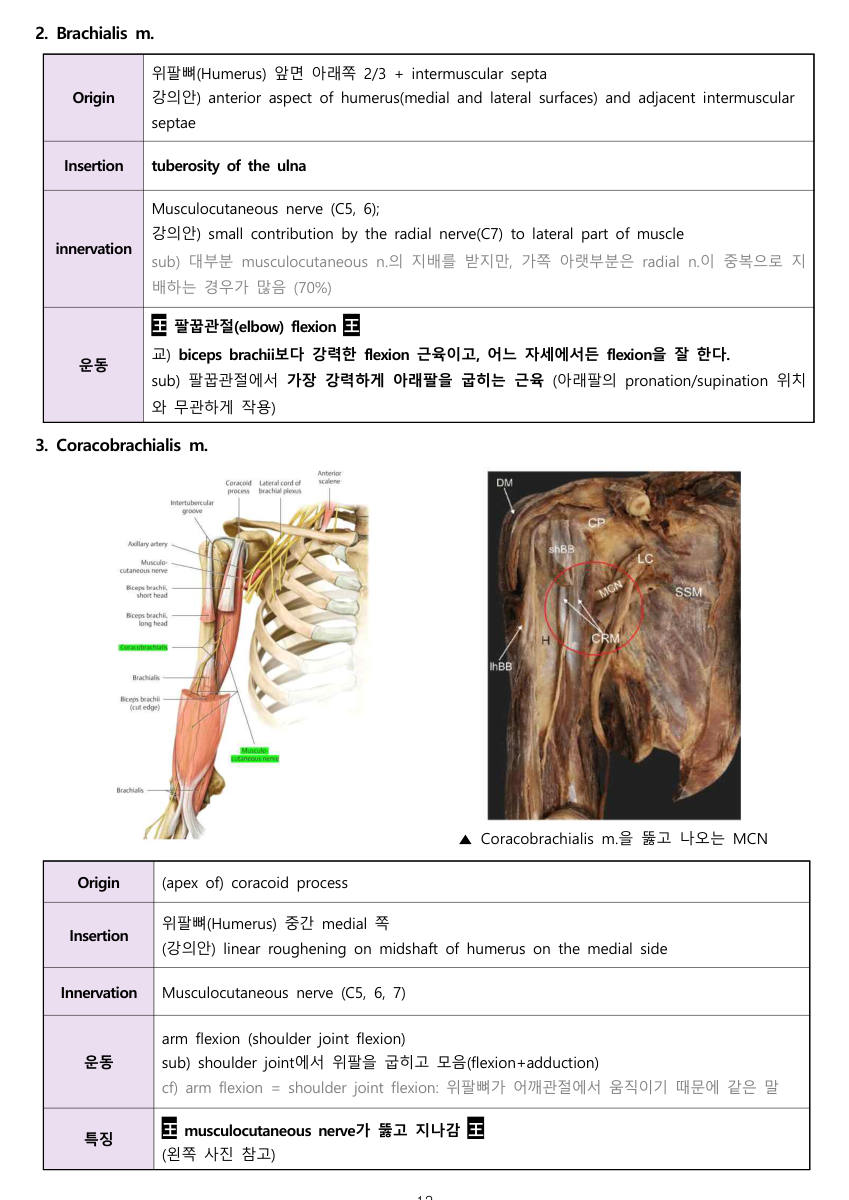 2. Brachialis m.
Origin
위팔뼈(Humerus) 앞면 아래쪽 2/3 + intermuscular septa
강의안) anterior aspect of humerus(medial and lateral surfaces) and adjacent intermuscular
septae
Insertion
tuberosity of the ulna
innervation
Musculocutaneous nerve (C5, 6);
강의안) small contribution by the radial nerve(C7) to lateral part of muscle
sub) 대부분 musculocutaneous n.의 지배를 받지만, 가쪽 아랫부분은 radial n.이 중복으로 지
배하는 경우가 많음 (70%)
운동
王 팔꿉관절(elbow) flexion 王
교) biceps brachii보다 강력한 flexion 근육이고, 어느 자세에서든 flexion을 잘 한다.
sub) 팔꿉관절에서 가장 강력하게 아래팔을 굽히는 근육 (아래팔의 pronation/supination 위치
와 무관하게 작용)
3. Coracobrachialis m.
Anterior
scalene
Coracoid
process
Lateral cord of
brachial plexus
Intertubercular
groove
Axillary artery
Musculo-
cutaneous nerve
Biceps brachii,
short head
Biceps brachii,
long head
Coracobrachialis
Brachialis
Biceps brachii
(cut edge)
Musculo-
cutaneous nerve
Brachialis
DM
CP
shBB
LC
MCN
SSM
CRM
H
lhBB
▲ Coracobrachialis m.을 뚫고 나오는 MCN
Origin
(apex of) coracoid process
Insertion
위팔뼈(Humerus) 중간 medial 쪽
(강의안) linear roughening on midshaft of humerus on the medial side
Innervation
Musculocutaneous nerve (C5, 6, 7)
운동
arm flexion (shoulder joint flexion)
sub) shoulder joint에서 위팔을 굽히고 모음(flexion+adduction)
cf) arm flexion = shoulder joint flexion: 위팔뼈가 어깨관절에서 움직이기 때문에 같은 말
특징
王 musculocutaneous nerve가 뚫고 지나감 王
(왼쪽 사진 참고)